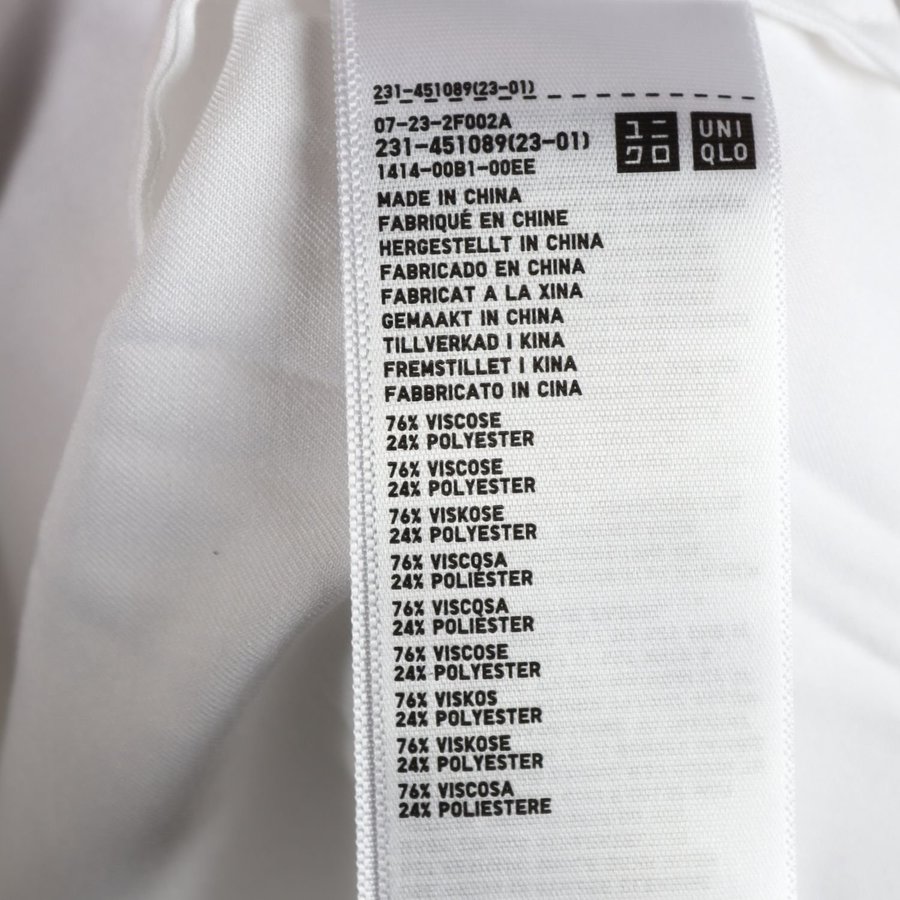 231-451089(23-01)
07-23-2F002A
231-451089(23-01)
1414-00B1-00EE
ユニ
クロ
UNI
QLO
MADE IN CHINA
FABRIQUÉ EN CHINE
HERGESTELLT IN CHINA
FABRICADO EN CHINA
FABRICAT A LA XINA
GEMAAKT IN CHINA
TILLVERKAD I KINA
FREMSTILLET I KINA
FABBRICATO IN CINA
76% VISCOSE
24% POLYESTER
76% VISCOSE
24% POLYESTER
76% VISKOSE
24% POLYESTER
76% VISCOSA
24% POLIÉSTER
76% VISCOSA
24% POLIÈSTER
76% VISCOSE
24% POLYESTER
76% VISKOS
24% POLYESTER
76% VISKOSE
24% POLYESTER
76% VISCOSA
24% POLIESTERE